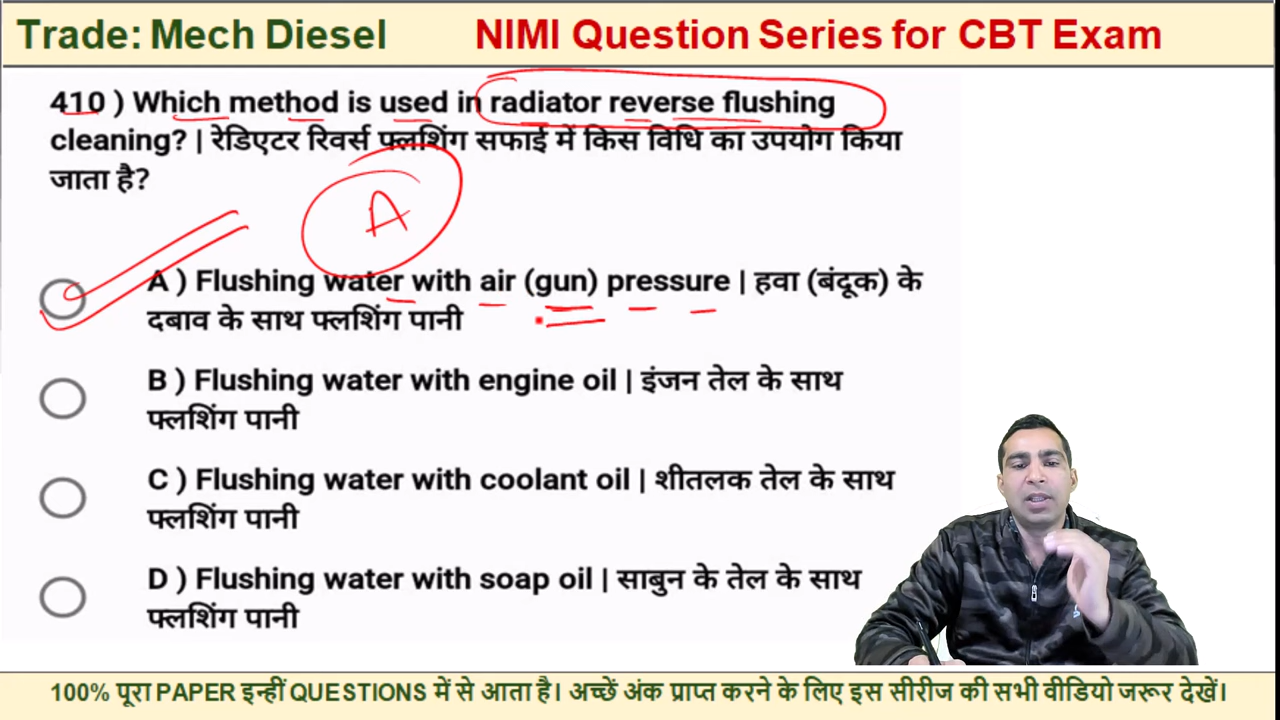 Trade: Mech Diesel NIMI Question Series for CBT Exam
410 ) Which method is used in radiator reverse flushing
cleaning? | रेडिएटर रिवर्स फ्लशिंग सफाई में किस विधि का उपयोग किया
जाता है?
A
A ) Flushing water with air (gun) pressure | हवा (बंदूक) के
दबाव के साथ फ्लशिंग पानी
B ) Flushing water with engine oil | इंजन तेल के साथ
फ्लशिंग पानी
C ) Flushing water with coolant oil | शीतलक तेल के साथ
फ्लशिंग पानी
D ) Flushing water with soap oil | साबुन के तेल के साथ
फ्लशिंग पानी
100% पूरा PAPER इन्हीं QUESTIONS में से आता है। अच्छें अंक प्राप्त करने के लिए इस सीरीज की सभी वीडियो जरूर देखें।